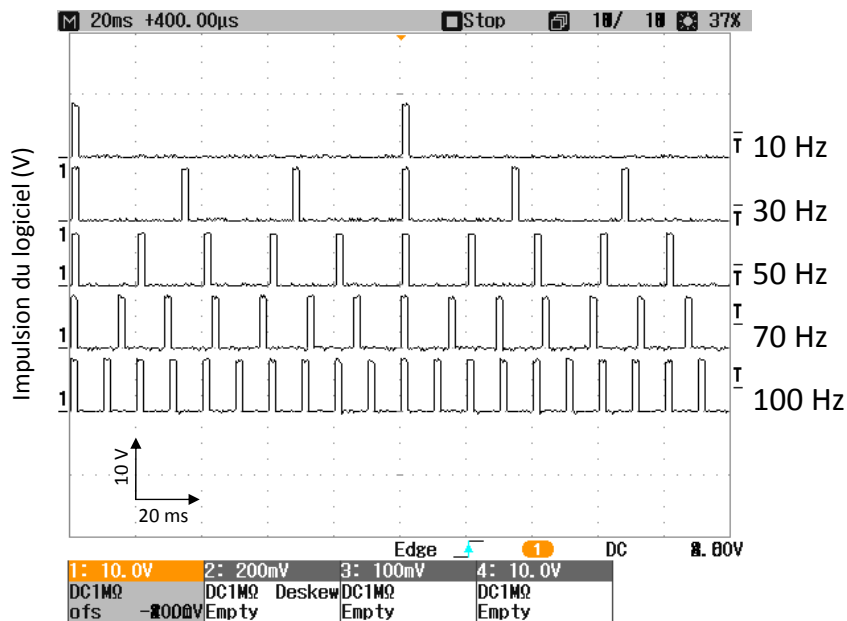 M 20ms +400.00µs Stop 10/ 10 37%
Impulsion du logiciel (V)
T 10 Hz
1
T 30 Hz
1
1 T 50 Hz
T
1 70 Hz
T
1 100 Hz
10 V
20 ms
Edge 1 DC
1: 10.0V 2: 200mV 3: 100mV 4: 10.0V
DC1MΩ DC1MΩ Deskew DC1MΩ DC1MΩ
ofs Empty Empty Empty